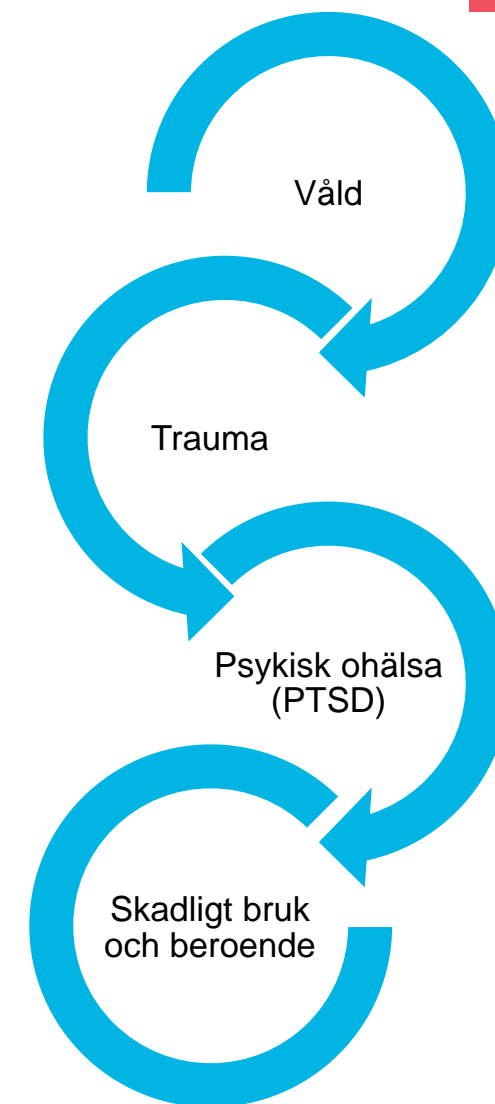 Våld
Trauma
Psykisk ohälsa
(PTSD)
Skadligt bruk
och beroende